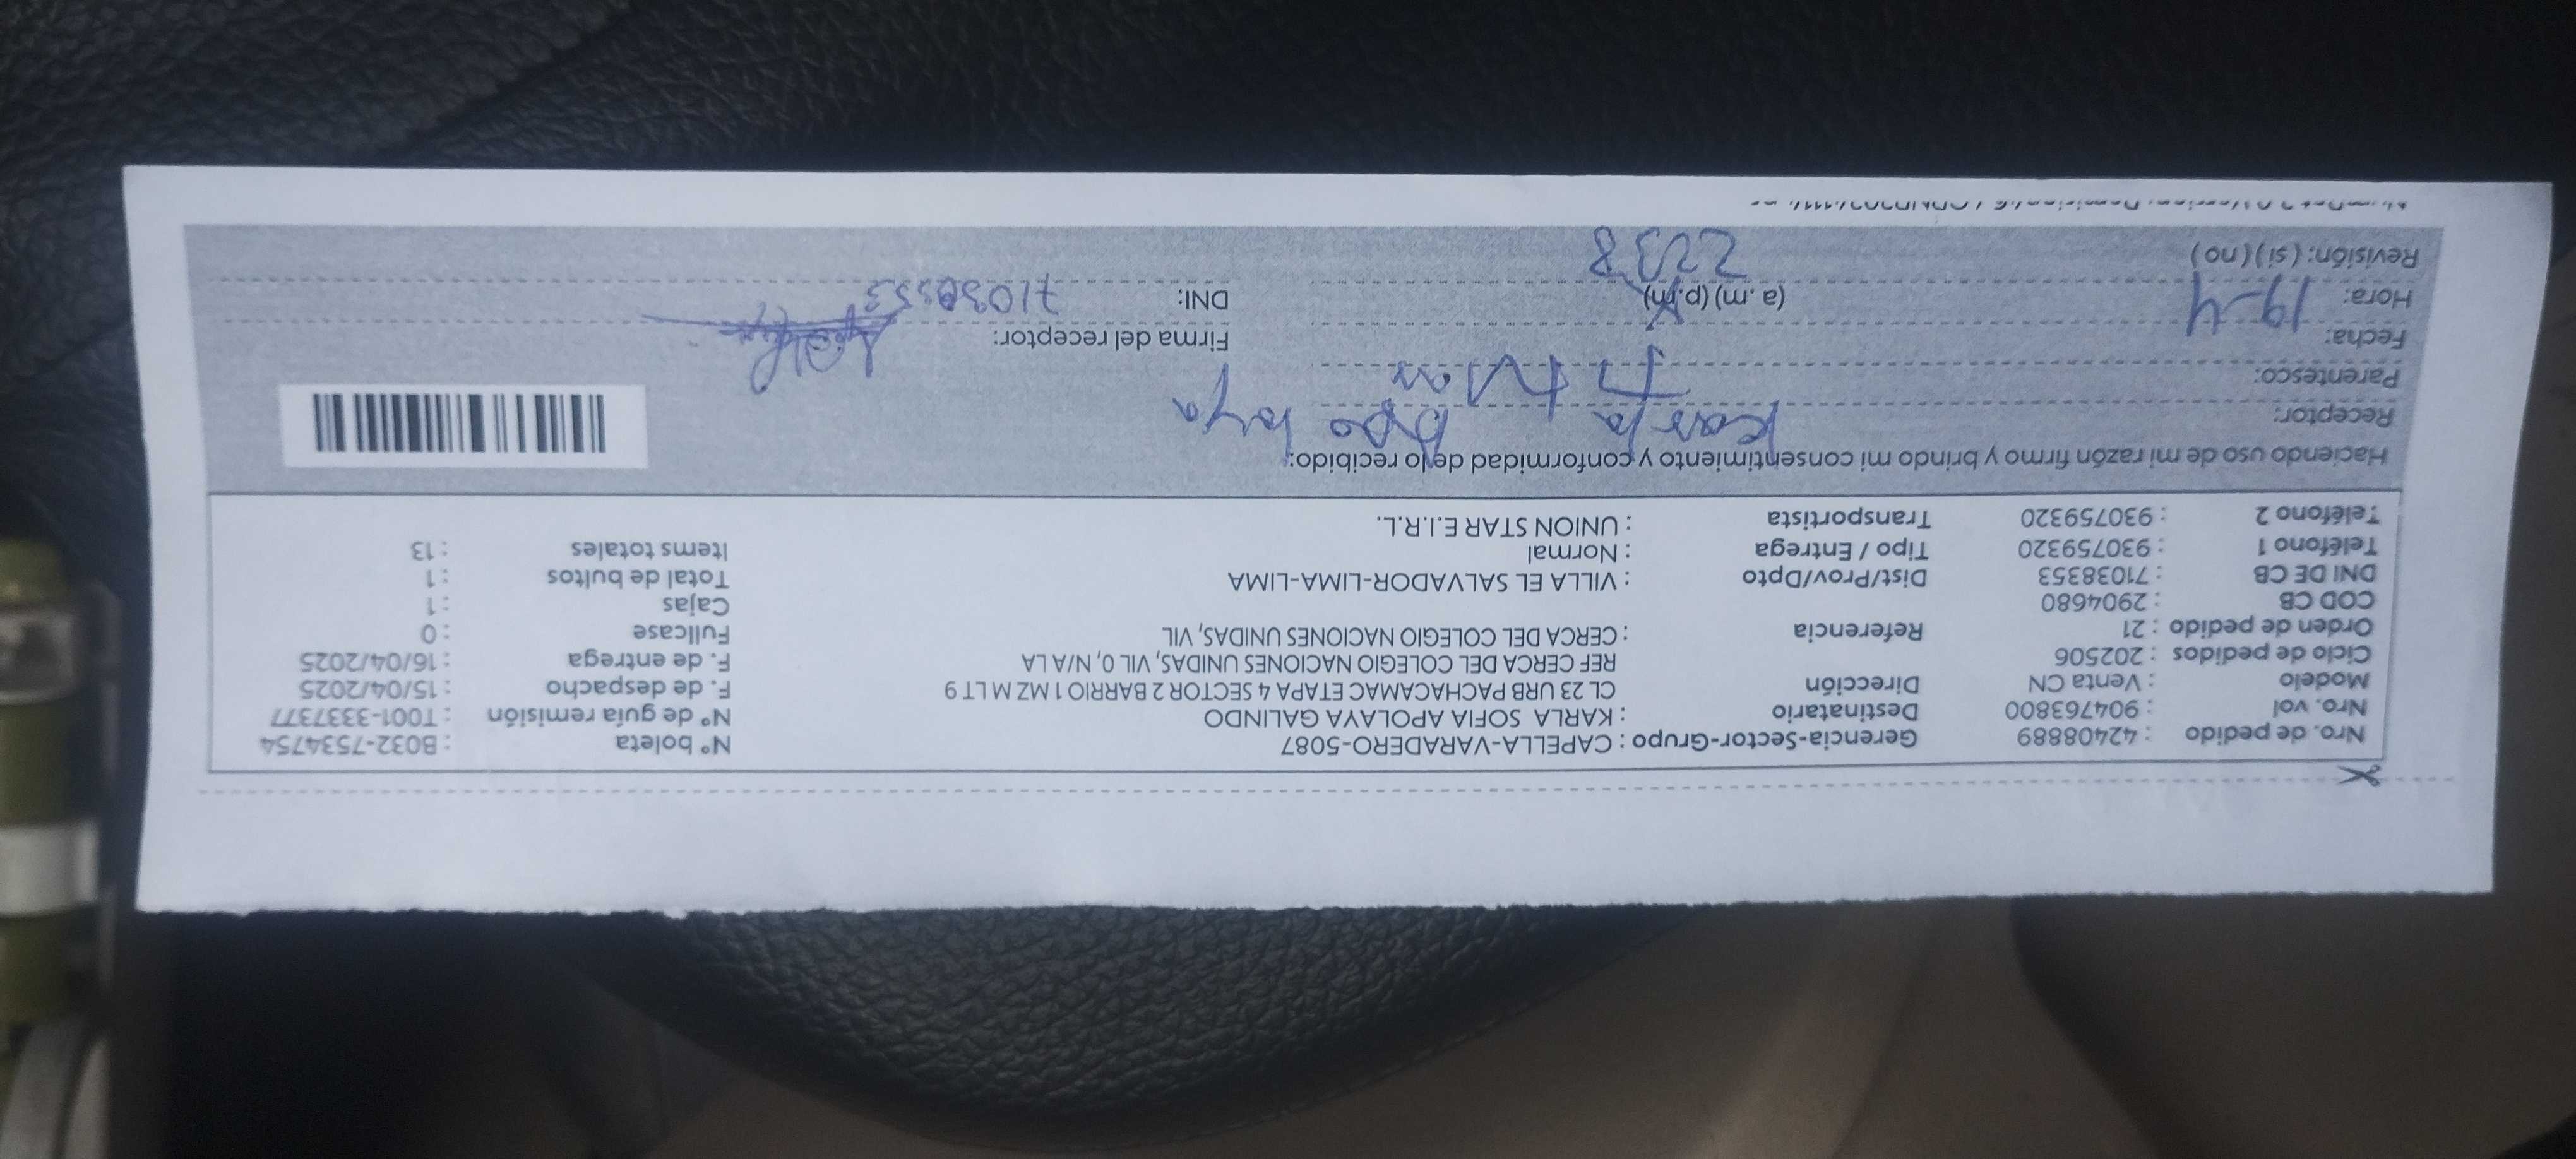 Nro. de pedido : 42408889 Gerencia-Sector-Grupo : CAPELLA-VARADERO-5087 N° boleta : B032-7534754
Nro. vol : 904763800 Destinatario : KARLA SOFIA APOLAYA GALINDO N° de guía remisión : T001-3337377
Modelo : Venta CN Dirección CL 23 URB PACHACAMAC ETAPA 4 SECTOR 2 BARRIO 1 MZ M LT 9 F. de despacho : 15/04/2025
Ciclo de pedidos : 202506 REF CERCA DEL COLEGIO NACIONES UNIDAS, VIL 0, N/A LA F. de entrega : 16/04/2025
Orden de pedido : 21 Referencia : CERCA DEL COLEGIO NACIONES UNIDAS, VIL Fullcase : 0
COD CB : 2904680 Cajas : 1
DNI DE CB : 71038353 Dist/Prov/Dpto : VILLA EL SALVADOR-LIMA-LIMA Total de bultos : 1
Teléfono 1 : 930759320 Tipo / Entrega : Normal Items totales : 13
Teléfono 2 : 930759320 Transportista : UNION STAR E.I.R.L.
Haciendo uso de mi razón firmo y brindo mi consentimiento y conformidad de lo recibido:
Receptor: Karla Apolaya
Parentesco:
Fecha: 19-4 Firma del receptor:
Hora: (a.m) (p.m) DNI:
Revisión: (si) (no) 2238